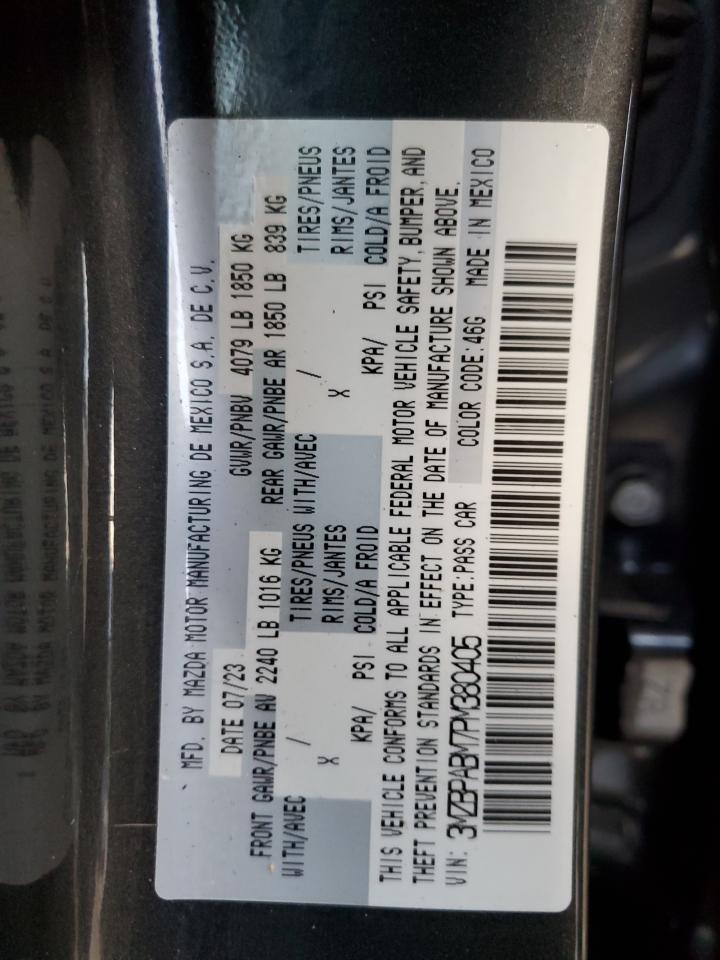 MFD. BY MAZDA MOTOR MANUFACTURING DE MEXICO S.A. DE C.V.
DATE 07/23 GVWR/PNBV 4079 LB 1850 KG
FRONT GAWR/PNBE AV 2240 LB 1016 KG REAR GAWR/PNBE AR 1850 LB 839 KG
WITH/AVEC / TIRES/PNEUS WITH/AVEC / TIRES/PNEUS
X RIMS/JANTES X RIMS/JANTES
KPA/ PSI COLD/A FROID KPA/ PSI COLD/A FROID
THIS VEHICLE CONFORMS TO ALL APPLICABLE FEDERAL MOTOR VEHICLE SAFETY, BUMPER, AND
THEFT PREVENTION STANDARDS IN EFFECT ON THE DATE OF MANUFACTURE SHOWN ABOVE.
VIN: 3MZBPABM7PM380405 TYPE:PASS CAR COLOR CODE:46G MADE IN MEXICO